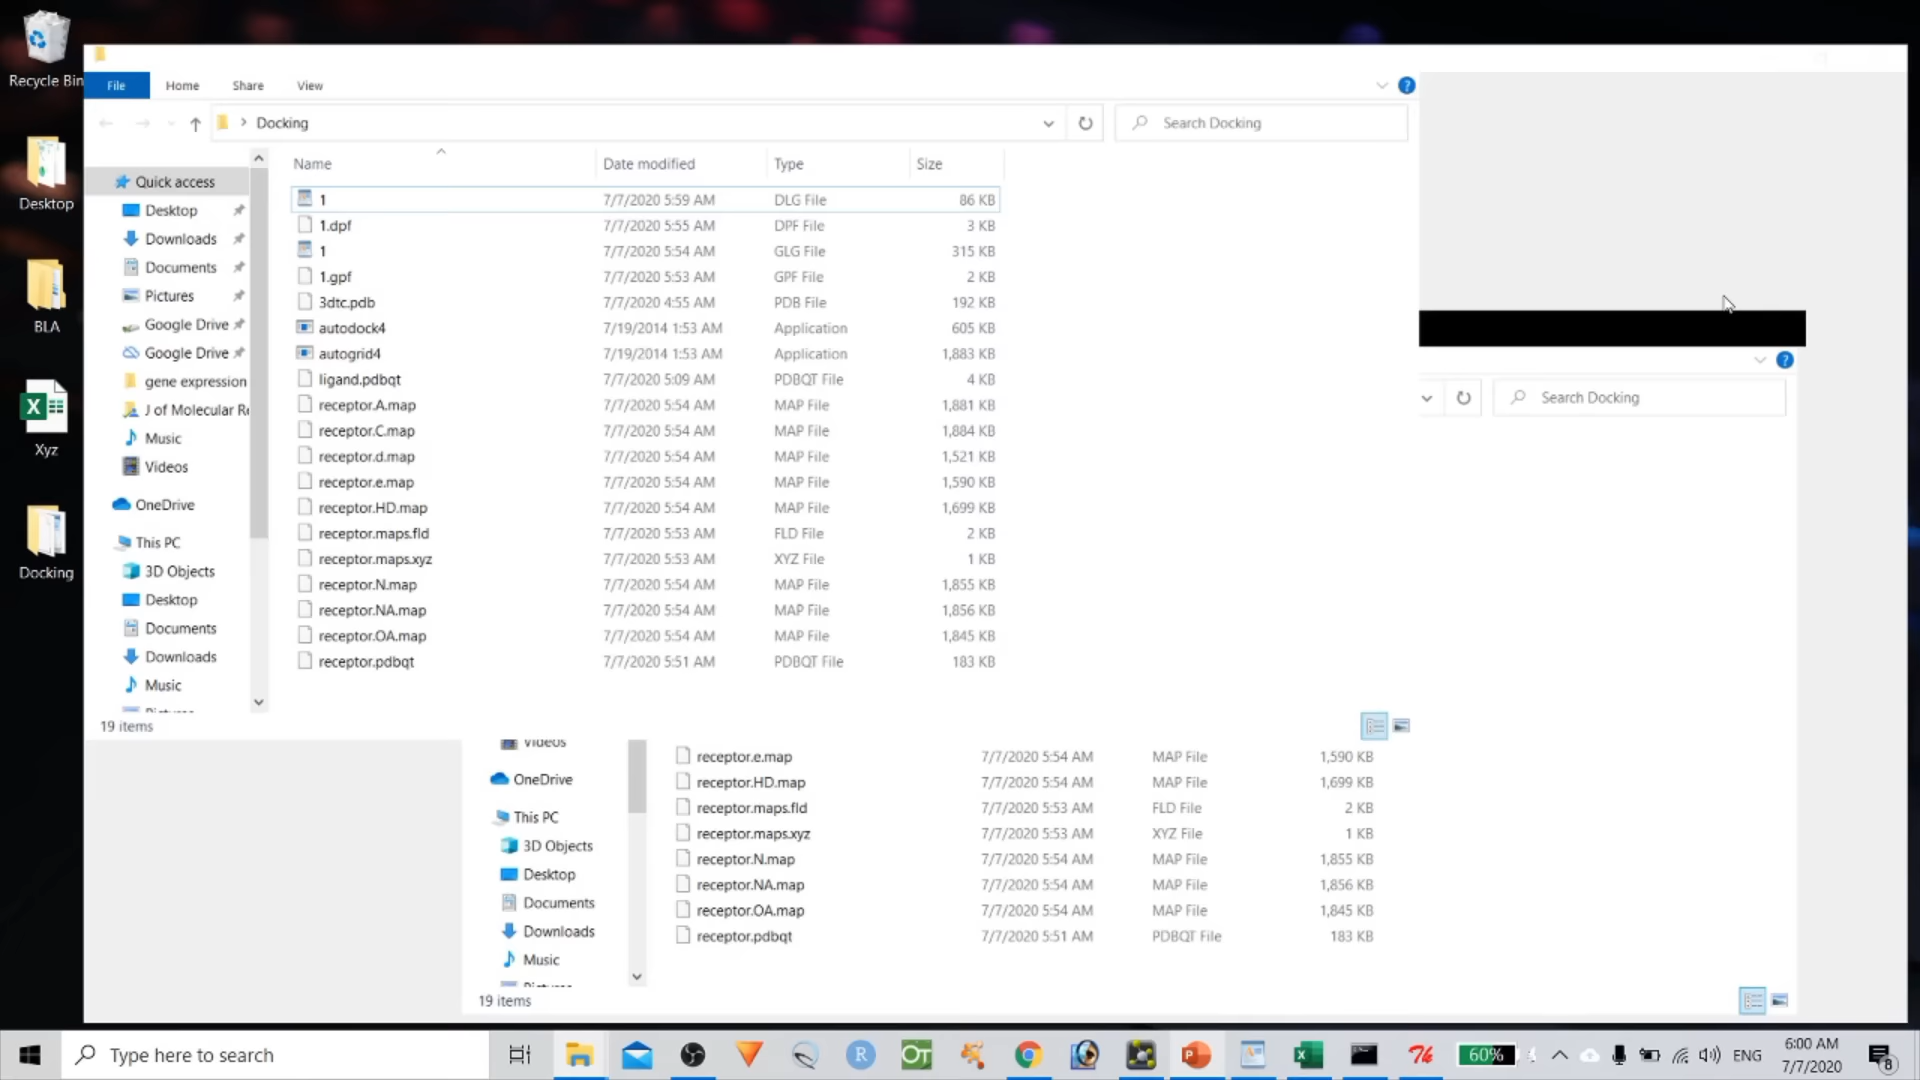 Recycle Bin
Desktop
BLA
Xyz
Docking
File Home Share View
Docking
Search Docking
Name Date modified Type Size
Quick access
Desktop
Downloads
Documents
Pictures
Google Drive
Google Drive
gene expression
J of Molecular Re
Music
Videos
OneDrive
This PC
3D Objects
Desktop
Documents
Downloads
Music
1 7/7/2020 5:59 AM DLG File 86 KB
1.dpf 7/7/2020 5:55 AM DPF File 3 KB
1 7/7/2020 5:54 AM GLG File 315 KB
1.gpf 7/7/2020 5:53 AM GPF File 2 KB
3dtc.pdb 7/7/2020 4:55 AM PDB File 192 KB
autodock4 7/19/2014 1:53 AM Application 605 KB
autogrid4 7/19/2014 1:53 AM Application 1,883 KB
ligand.pdbqt 7/7/2020 5:09 AM PDBQT File 4 KB
receptor.A.map 7/7/2020 5:54 AM MAP File 1,881 KB
receptor.C.map 7/7/2020 5:54 AM MAP File 1,884 KB
receptor.d.map 7/7/2020 5:54 AM MAP File 1,521 KB
receptor.e.map 7/7/2020 5:54 AM MAP File 1,590 KB
receptor.HD.map 7/7/2020 5:54 AM MAP File 1,699 KB
receptor.maps.fld 7/7/2020 5:53 AM FLD File 2 KB
receptor.maps.xyz 7/7/2020 5:53 AM XYZ File 1 KB
receptor.N.map 7/7/2020 5:54 AM MAP File 1,855 KB
receptor.NA.map 7/7/2020 5:54 AM MAP File 1,856 KB
receptor.OA.map 7/7/2020 5:54 AM MAP File 1,845 KB
receptor.pdbqt 7/7/2020 5:51 AM PDBQT File 183 KB
19 items
Search Docking
Videos
OneDrive
This PC
3D Objects
Desktop
Documents
Downloads
Music
receptor.e.map 7/7/2020 5:54 AM MAP File 1,590 KB
receptor.HD.map 7/7/2020 5:54 AM MAP File 1,699 KB
receptor.maps.fld 7/7/2020 5:53 AM FLD File 2 KB
receptor.maps.xyz 7/7/2020 5:53 AM XYZ File 1 KB
receptor.N.map 7/7/2020 5:54 AM MAP File 1,855 KB
receptor.NA.map 7/7/2020 5:54 AM MAP File 1,856 KB
receptor.OA.map 7/7/2020 5:54 AM MAP File 1,845 KB
receptor.pdbqt 7/7/2020 5:51 AM PDBQT File 183 KB
19 items
Type here to search
60%
ENG
6:00 AM
7/7/2020
8